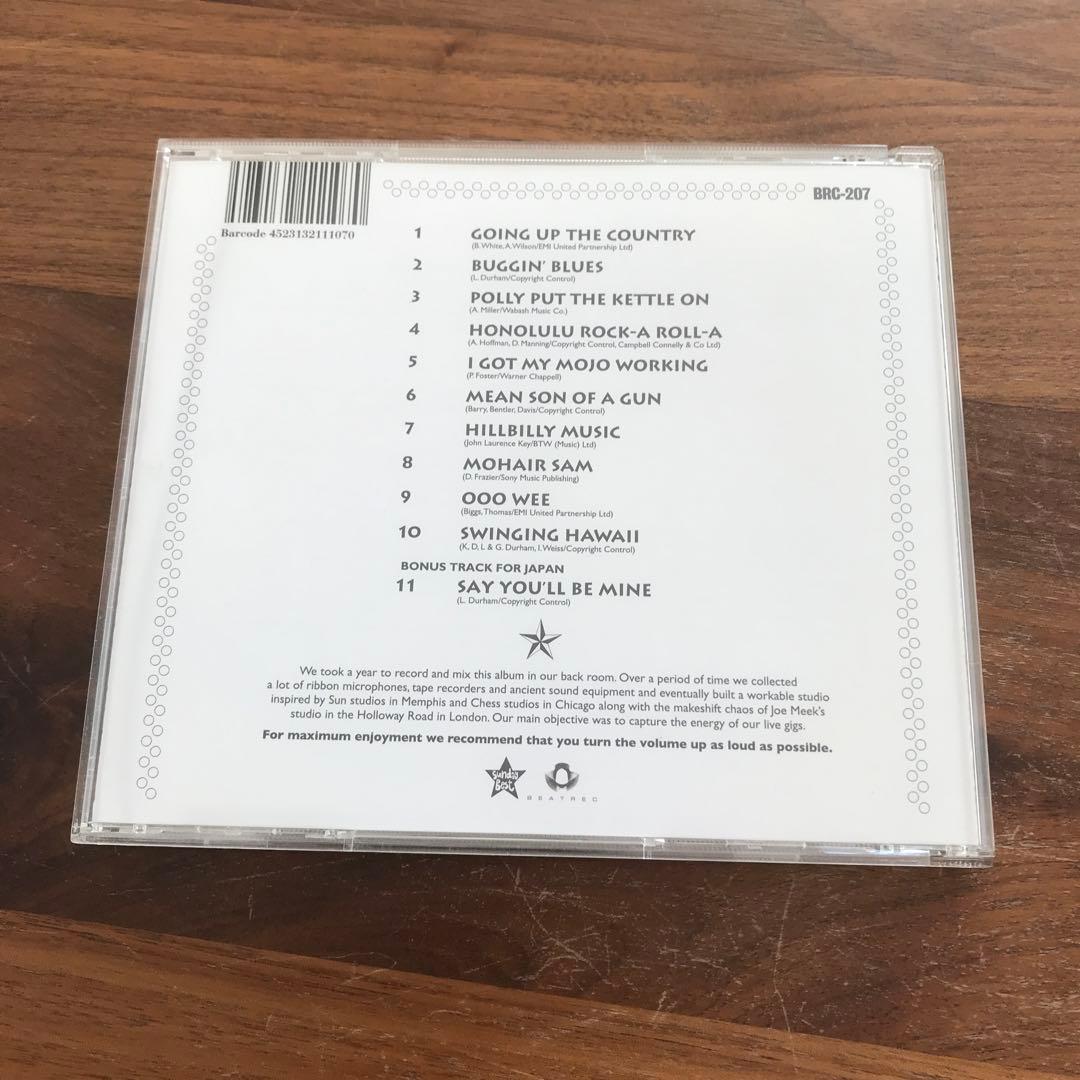 BRC-207
Barcode 4523132111070
1 GOING UP THE COUNTRY
(B. White, A. Wilson/EMI United Partnership Ltd)
2 BUGGIN' BLUES
(L. Durham/Copyright Control)
3 POLLY PUT THE KETTLE ON
(A. Miller/Wabash Music Co.)
4 HONOLULU ROCK-A ROLL-A
(A. Hoffman, D. Manning/Copyright Control, Campbell Connelly & Co Ltd)
5 I GOT MY MOJO WORKING
(P. Foster/Warner Chappell)
6 MEAN SON OF A GUN
(Barry, Bentler, Davis/Copyright Control)
7 HILLBILLY MUSIC
(John Laurence Key/BTW (Music) Ltd)
8 MOHAIR SAM
(D. Frazier/Sony Music Publishing)
9 OOO WEE
(Biggs, Thomas/EMI United Partnership Ltd)
10 SWINGING HAWAII
(K, D, L & G. Durham, I. Weiss/Copyright Control)
BONUS TRACK FOR JAPAN
11 SAY YOU'LL BE MINE
(L. Durham/Copyright Control)
We took a year to record and mix this album in our back room. Over a period of time we collected
a lot of ribbon microphones, tape recorders and ancient sound equipment and eventually built a workable studio
inspired by Sun studios in Memphis and Chess studios in Chicago along with the makeshift chaos of Joe Meek's
studio in the Holloway Road in London. Our main objective was to capture the energy of our live gigs.
For maximum enjoyment we recommend that you turn the volume up as loud as possible.
Sunday
Best
BEATREC